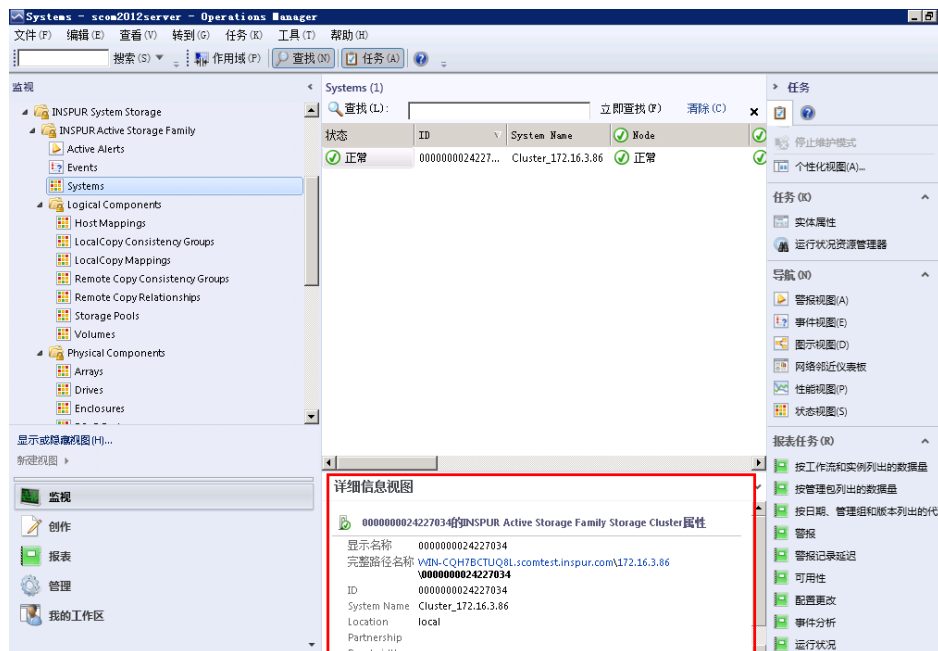 Systems - scom2012server - Operations Manager
文件(F) 编辑(E) 查看(V) 转到(G) 任务(K) 工具(T) 帮助(H)
搜索(S) 作用域(P) 查找(N) 任务(A)
监视
INSPUR System Storage
INSPUR Active Storage Family
Active Alerts
Events
Systems
Logical Components
Host Mappings
LocalCopy Consistency Groups
LocalCopy Mappings
Remote Copy Consistency Groups
Remote Copy Relationships
Storage Pools
Volumes
Physical Components
Arrays
Drives
Enclosures
显示或隐藏视图(H)...
新建视图
监视
创作
报表
管理
我的工作区
Systems (1)
查找(L): 立即查找(F) 清除(C)
状态 ID System Name Node
正常 0000000024227... Cluster_172.16.3.86 正常
详细信息视图
0000000024227034的INSPUR Active Storage Family Storage Cluster属性
显示名称 0000000024227034
完整路径名称 WIN-CQH7BCTUQ8L.scomtest.inspur.com\172.16.3.86
\0000000024227034
ID 0000000024227034
System Name Cluster_172.16.3.86
Location local
Partnership
任务
停止维护模式
个性化视图(A)...
任务(K)
实体属性
运行状况资源管理器
导航(N)
警报视图(A)
事件视图(E)
图示视图(D)
网络邻近仪表板
性能视图(P)
状态视图(S)
报表任务(R)
按工作流和实例列出的数据量
按管理包列出的数据量
按日期、管理组和版本列出的代
警报
警报记录延迟
可用性
配置更改
事件分析
运行状况